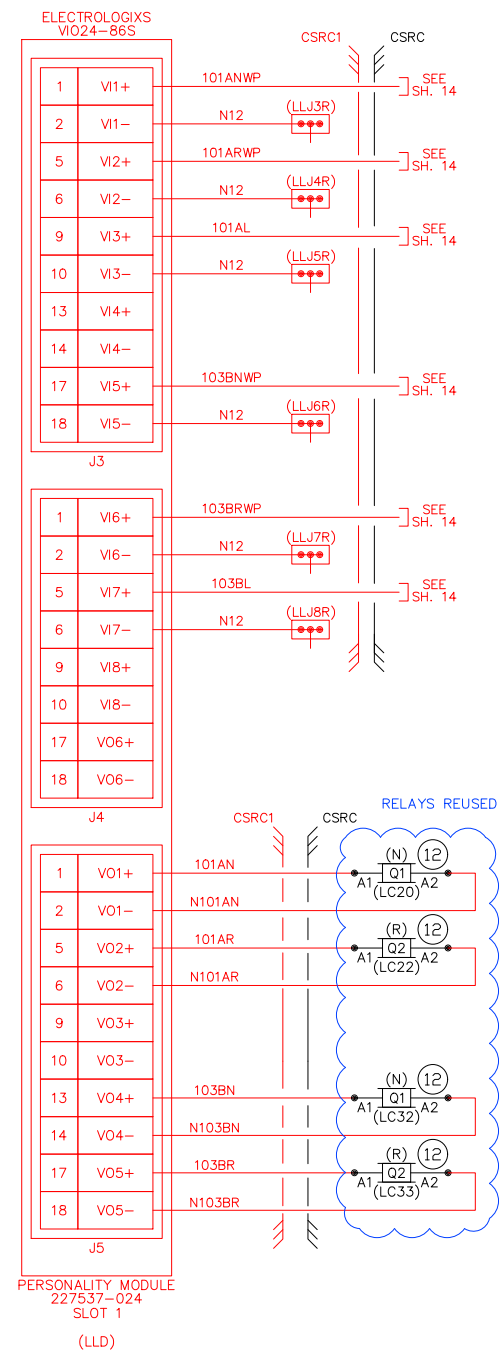 ELECTROLOGIXS
VIO24-86S
CSRC1
CSRC
1 VI1+ 101ANWP SEE
SH. 14
2 VI1- N12 (LLJ3R)
5 VI2+ 101ARWP SEE
SH. 14
6 VI2- N12 (LLJ4R)
9 VI3+ 101AL SEE
SH. 14
10 VI3- N12 (LLJ5R)
13 VI4+
14 VI4-
17 VI5+ 103BNWP SEE
SH. 14
18 VI5- N12 (LLJ6R)
J3
1 VI6+ 103BRWP SEE
SH. 14
2 VI6- N12 (LLJ7R)
5 VI7+ 103BL SEE
SH. 14
6 VI7- N12 (LLJ8R)
9 VI8+
10 VI8-
17 VO6+
18 VO6-
J4
RELAYS REUSED
CSRC1
CSRC
1 VO1+ 101AN A1 (N) Q1 (LC20) A2 12
2 VO1- N101AN
5 VO2+ 101AR A1 (R) Q2 (LC22) A2 12
6 VO2- N101AR
9 VO3+
10 VO3-
13 VO4+ 103BN A1 (N) Q1 (LC32) A2 12
14 VO4- N103BN
17 VO5+ 103BR A1 (R) Q2 (LC33) A2 12
18 VO5- N103BR
J5
PERSONALITY MODULE
227537-024
SLOT 1
(LLD)